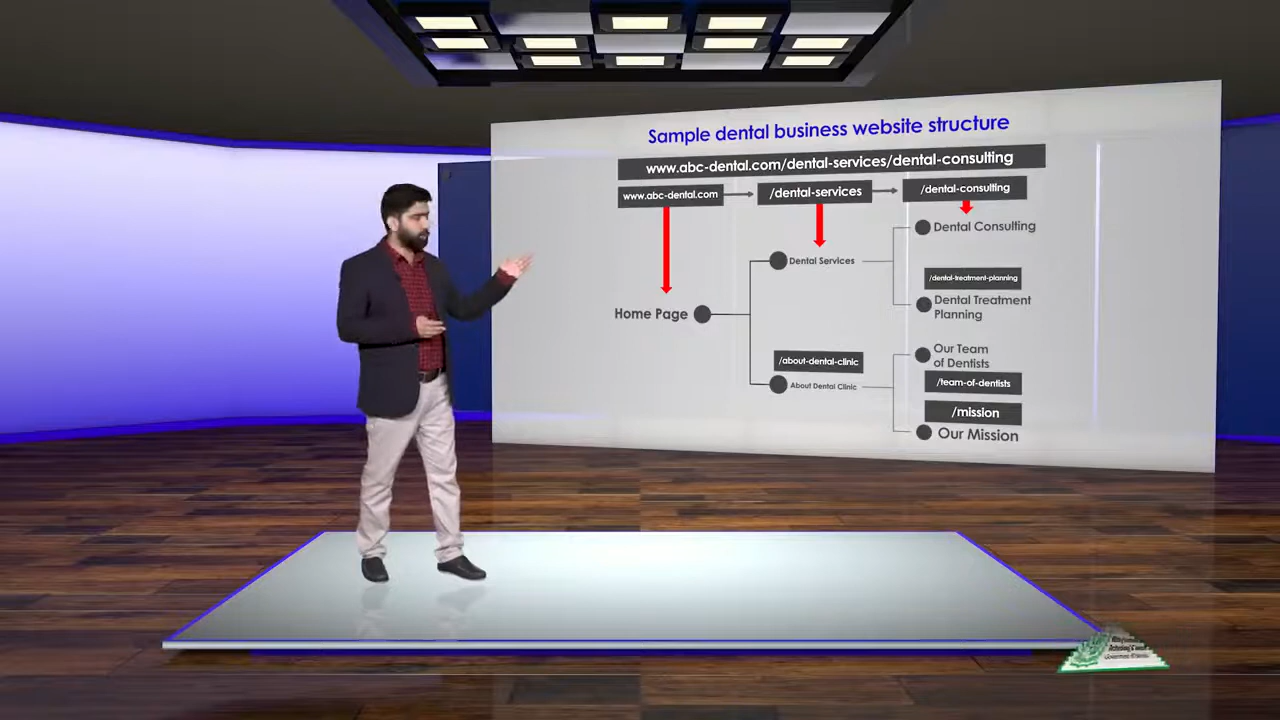 Sample dental business website structure
www.abc-dental.com/dental-services/dental-consulting
www.abc-dental.com
/dental-services
/dental-consulting
Dental Consulting
Dental Services
/dental-treatment-planning
Dental Treatment
Planning
Home Page
Our Team
of Dentists
/about-dental-clinic
About Dental Clinic
/team-of-dentists
/mission
Our Mission